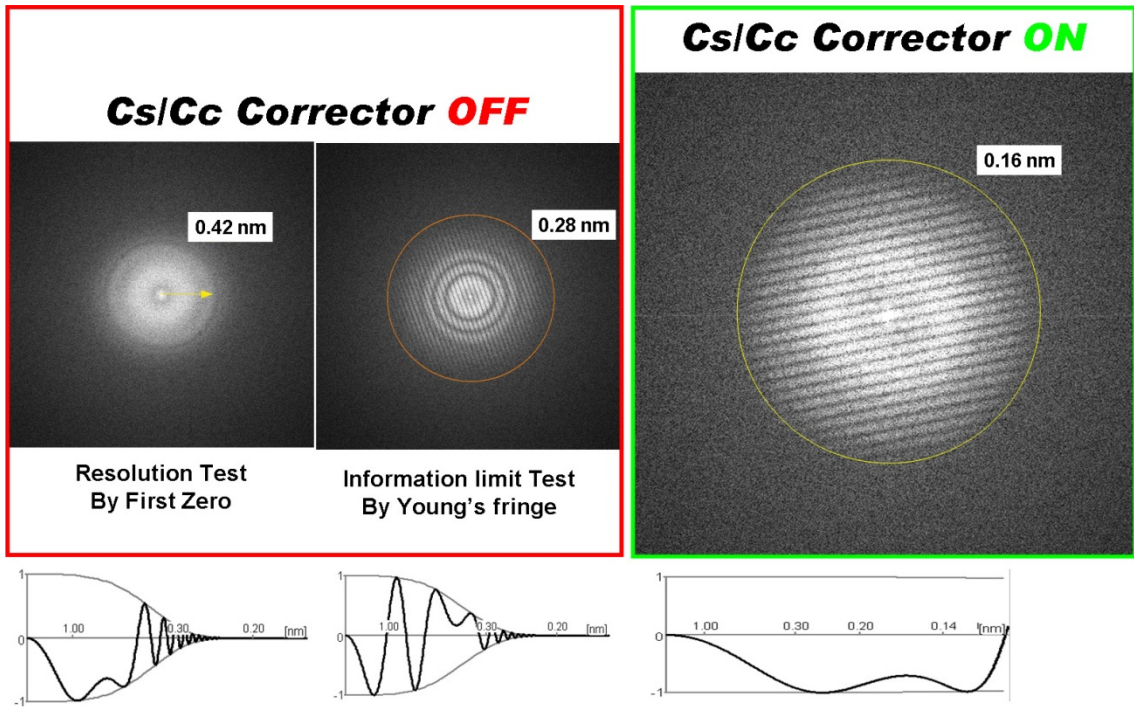 Cs/Cc Corrector OFF
0.42 nm
0.28 nm
Resolution Test
By First Zero
Information limit Test
By Young's fringe
Cs/Cc Corrector ON
0.16 nm
1
0
-1
1.00
0.30
0.20
[nm]
1
0
-1
1.00
0.30
0.20
[nm]
1
0
-1
1.00
0.30
0.20
0.14
[nm]